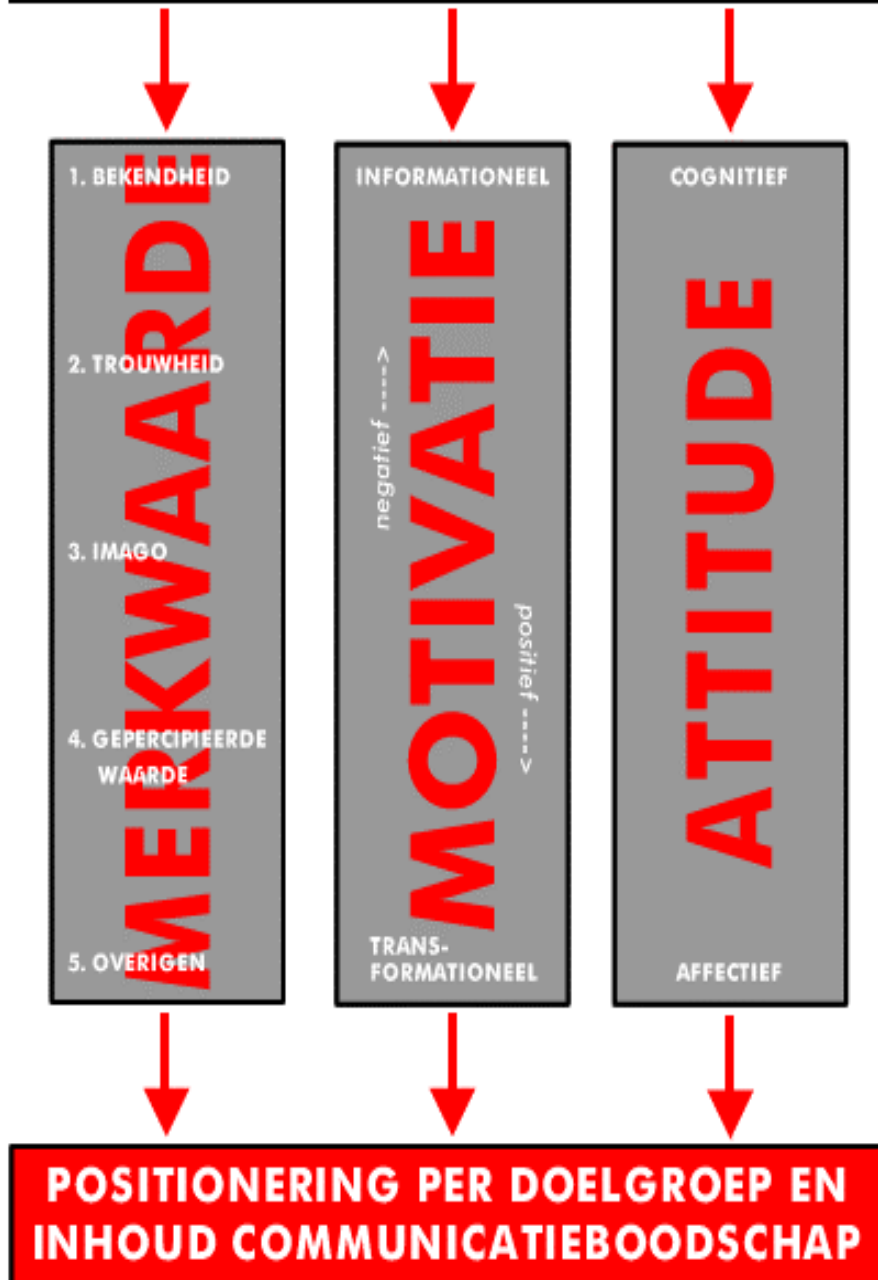 MERKWAARDE
1. BEKENDHEID
2. TROUWHEID
3. IMAGO
4. GEPERCIPIEERDE
WAARDE
5. OVERIGEN
MOTIVATIE
INFORMATIONEEL
negatief ----->
positief ----->
TRANS-
FORMATIONEEL
ATTITUDE
COGNITIEF
AFFECTIEF
POSITIONERING PER DOELGROEP EN
INHOUD COMMUNICATIEBOODSCHAP